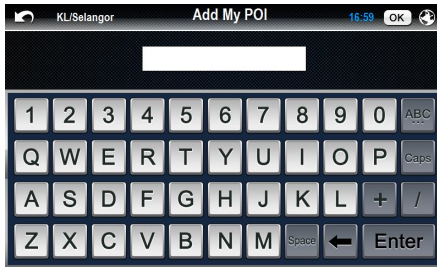 KL/Selangor Add My POI 16:59 OK
1 2 3 4 5 6 7 8 9 0 ABC...
Q W E R T Y U I O P Caps
A S D F G H J K L + /
Z X C V B N M Space Enter